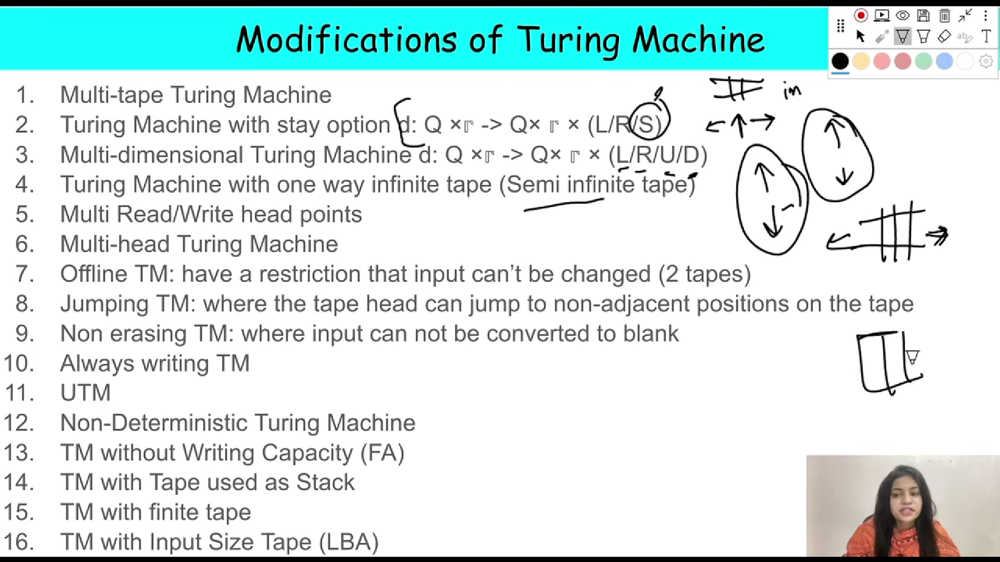 Modifications of Turing Machine
1. Multi-tape Turing Machine
2. Turing Machine with stay option d: Q ×┏ -> Q× ┏ × (L/R/S)
3. Multi-dimensional Turing Machine d: Q ×┏ -> Q× ┏ × (L/R/U/D)
4. Turing Machine with one way infinite tape (Semi infinite tape)
5. Multi Read/Write head points
6. Multi-head Turing Machine
7. Offline TM: have a restriction that input can’t be changed (2 tapes)
8. Jumping TM: where the tape head can jump to non-adjacent positions on the tape
9. Non erasing TM: where input can not be converted to blank
10. Always writing TM
11. UTM
12. Non-Deterministic Turing Machine
13. TM without Writing Capacity (FA)
14. TM with Tape used as Stack
15. TM with finite tape
16. TM with Input Size Tape (LBA)
in
ab
T